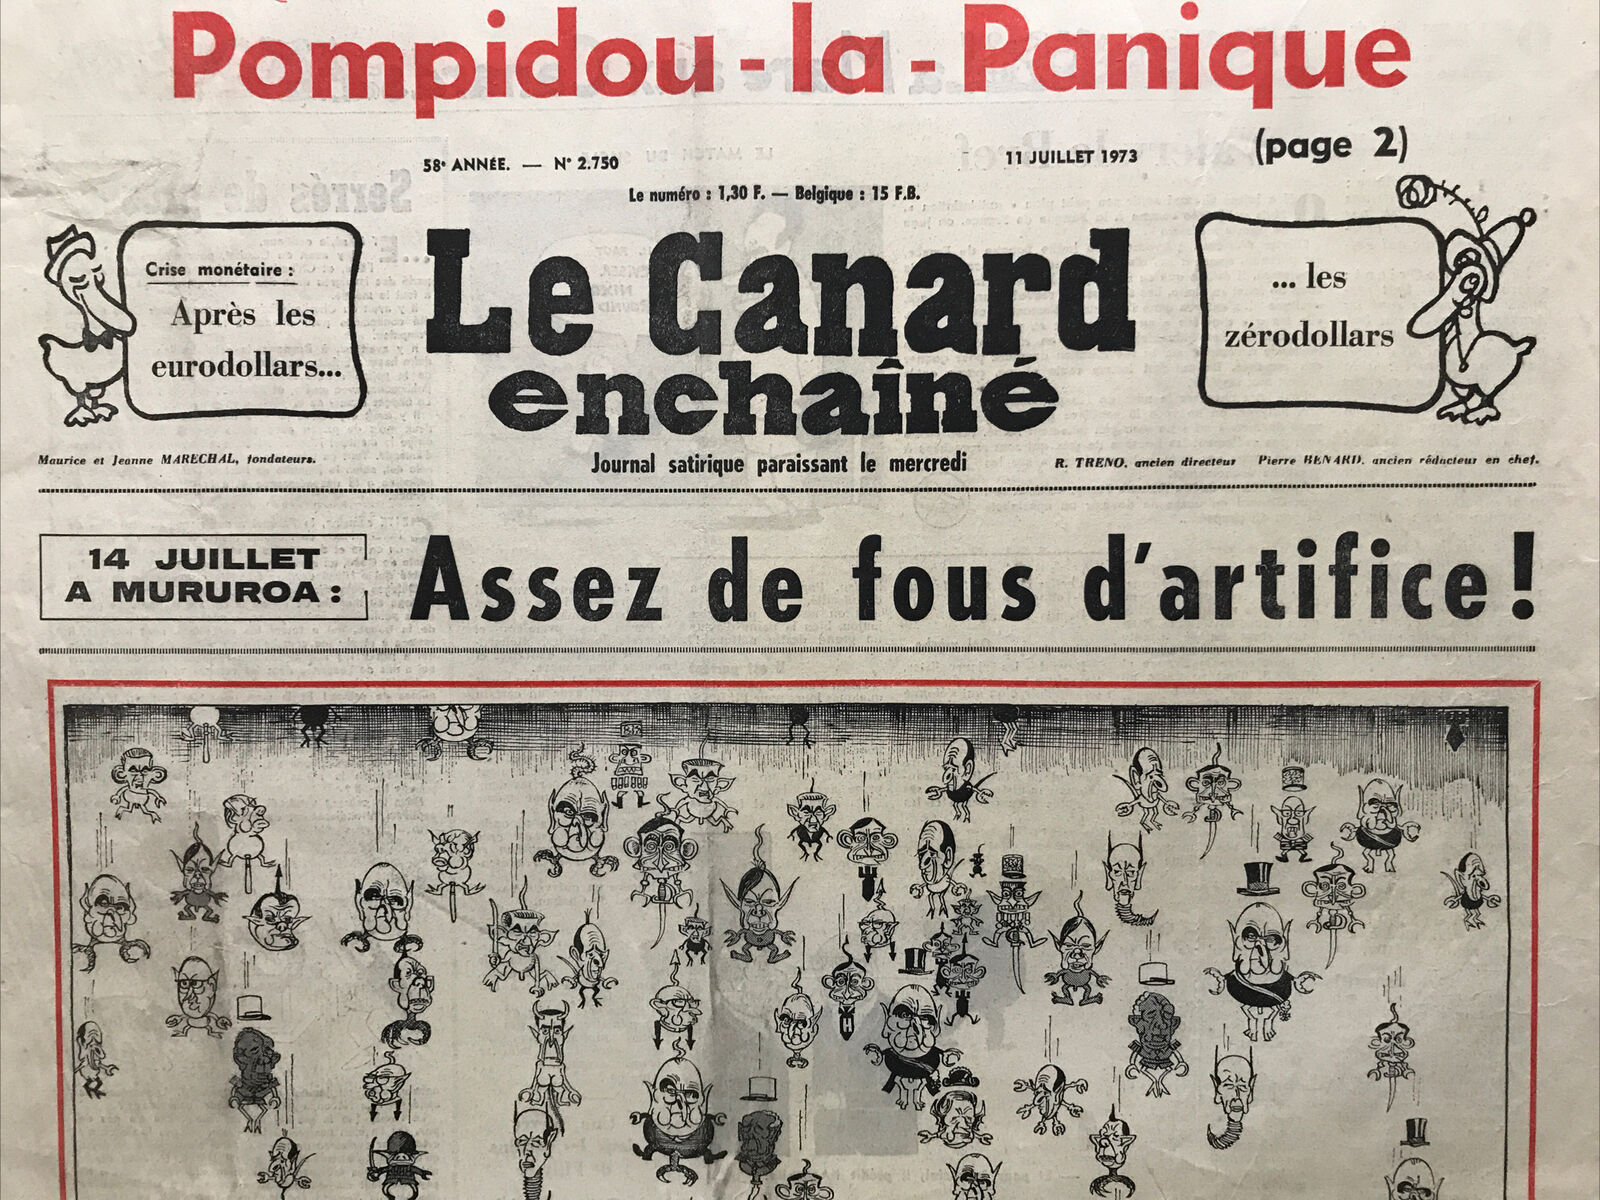 Pompidou - la - Panique
(page 2)
58e ANNÉE. — N° 2.750
11 JUILLET 1973
Le numéro : 1,30 F. — Belgique : 15 F.B.
Crise monétaire :
Après les
eurodollars...
Le Canard
enchaîné
... les
zérodollars
Maurice et Jeanne MARECHAL, fondateurs.
Journal satirique paraissant le mercredi
R. TRENO, ancien directeur
Pierre BENARD, ancien rédacteur en chef.
14 JUILLET
A MURUROA :
Assez de fous d'artifice !
H